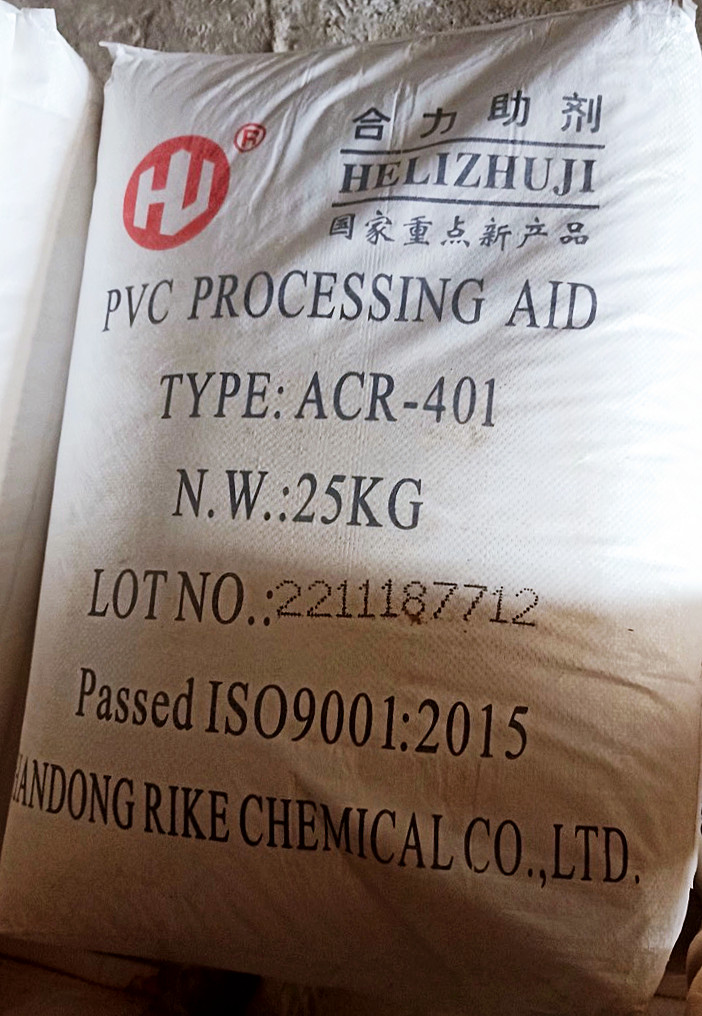 HJ ®
合力助剂
HELIZHUJI
国家重点新产品
PVC PROCESSING AID
TYPE: ACR-401
N.W.:25KG
LOT NO.:2211187712
Passed ISO9001:2015
HANDONG RIKE CHEMICAL CO.,LTD.